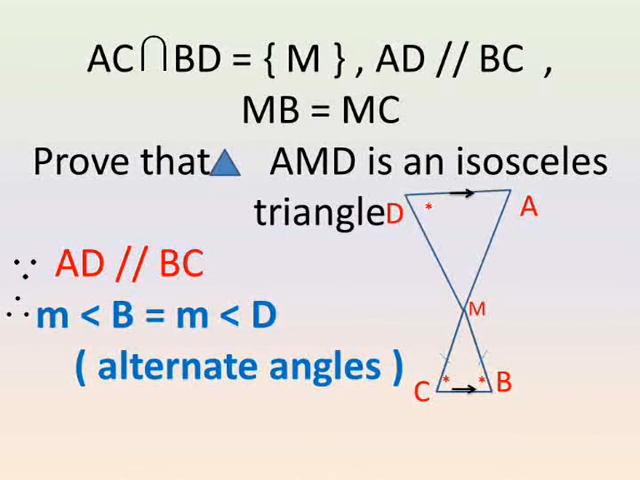 AC∩BD = { M } , AD // BC ,
MB = MC
Prove that AMD is an isosceles
triangle
D
A
∵ AD // BC
∴ m < B = m < D
( alternate angles )
M
C
B